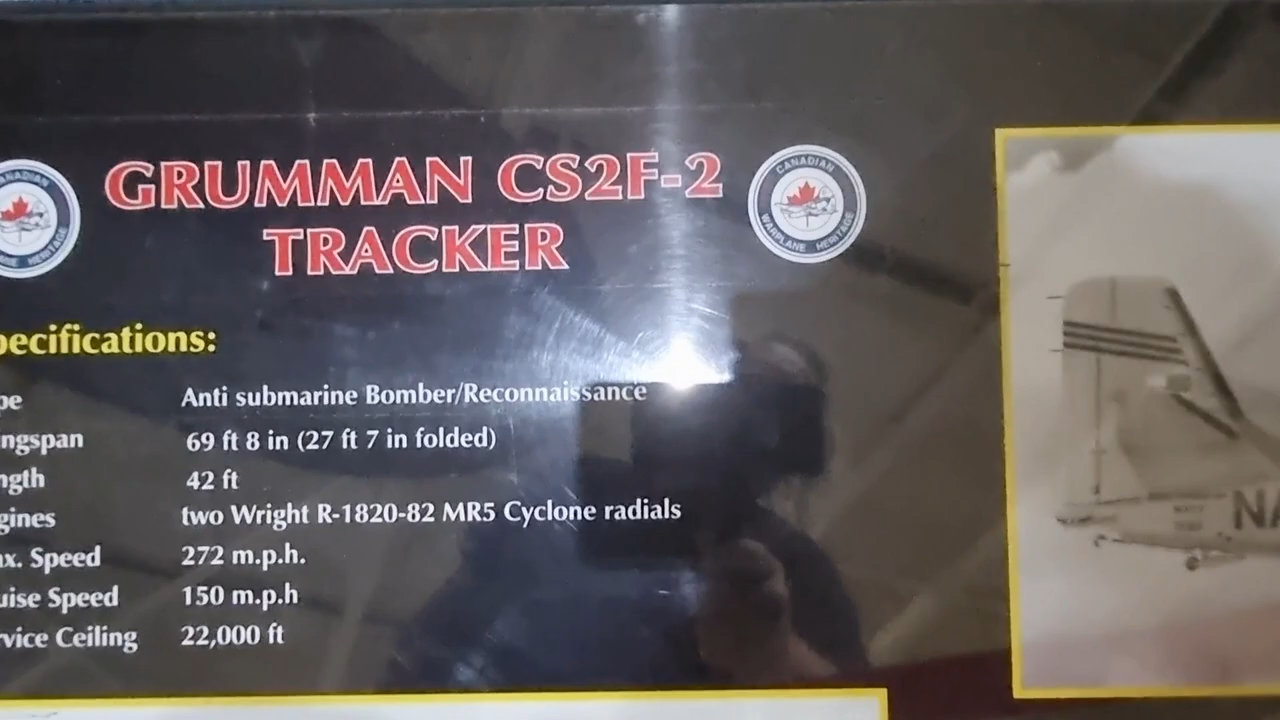 GRUMMAN CS2F-2
TRACKER
CANADIAN
WARPLANE HERITAGE
ANADIAN
NE HERITAGE
pecifications:
pe Anti submarine Bomber/Reconnaissance
ngspan 69 ft 8 in (27 ft 7 in folded)
ngth 42 ft
gines two Wright R-1820-82 MR5 Cyclone radials
ax. Speed 272 m.p.h.
uise Speed 150 m.p.h
rvice Ceiling 22,000 ft
NA